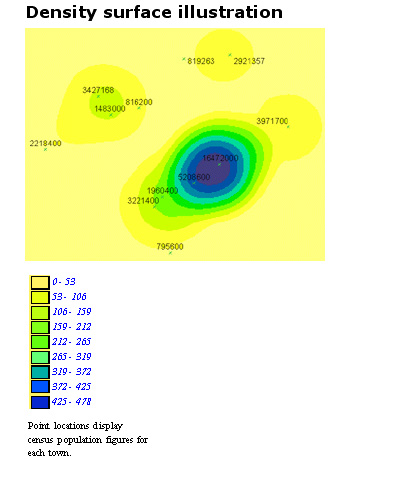 Density surface illustration
819263
2921357
3427168
816200
1483000
3971700
2218400
16472000
5208600
1960400
3221400
795600
0 - 53
53 - 106
106 - 159
159 - 212
212 - 265
265 - 319
319 - 372
372 - 425
425 - 478
Point locations display
census population figures for
each town.